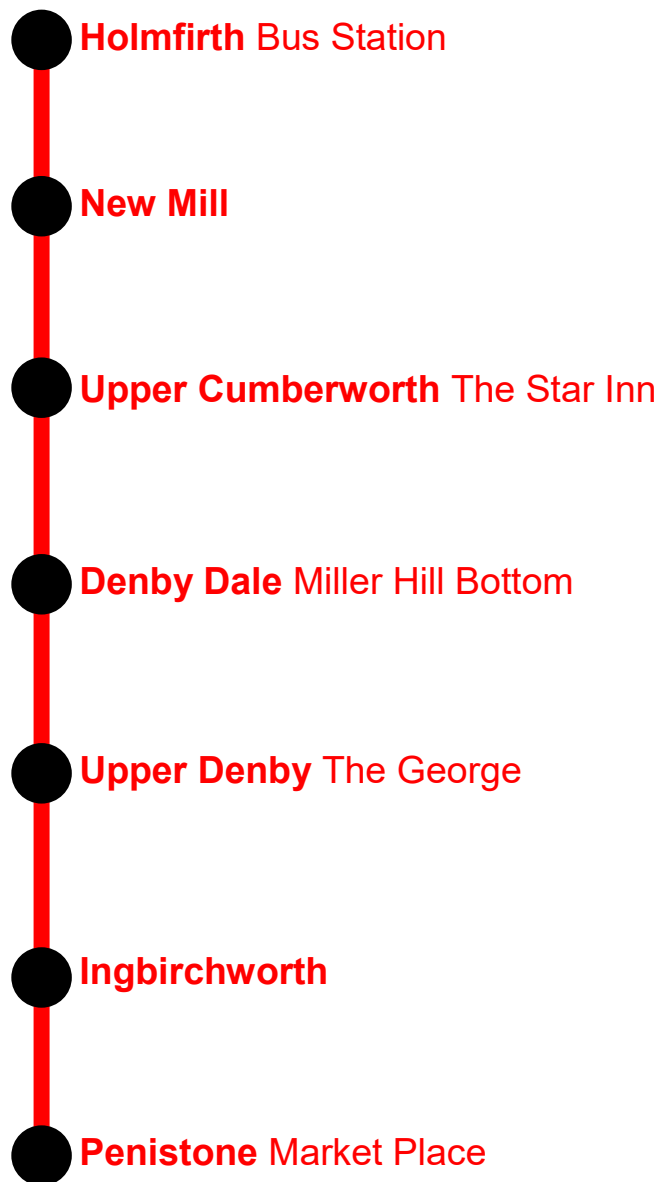 Holmfirth Bus Station
New Mill
Upper Cumberworth The Star Inn
Denby Dale Miller Hill Bottom
Upper Denby The George
Ingbirchworth
Penistone Market Place